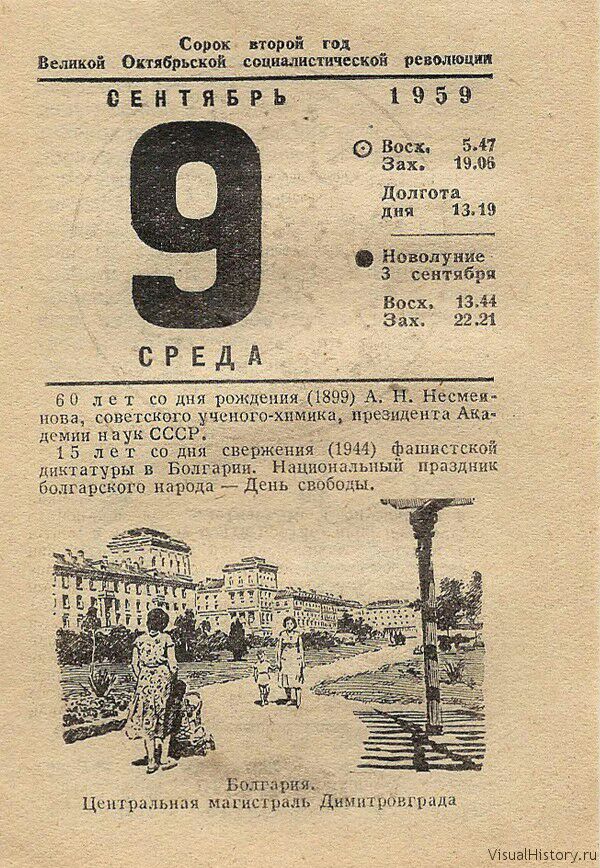 Сорок второй год
Великой Октябрьской социалистической революции
СЕНТЯБРЬ 1959
9
СРЕДА
Восх. 5.47
Зах. 19.06
Долгота
дня 13.19
Новолуние
3 сентября
Восх. 13.44
Зах. 22.21
60 лет со дня рождения (1899) А. Н. Несмея-
нова, советского ученого-химика, президента Ака-
демии наук СССР.
15 лет со дня свержения (1944) фашистской
диктатуры в Болгарии. Национальный праздник
болгарского народа — День свободы.
Болгария.
Центральная магистраль Димитровграда
VisualHistory.ru